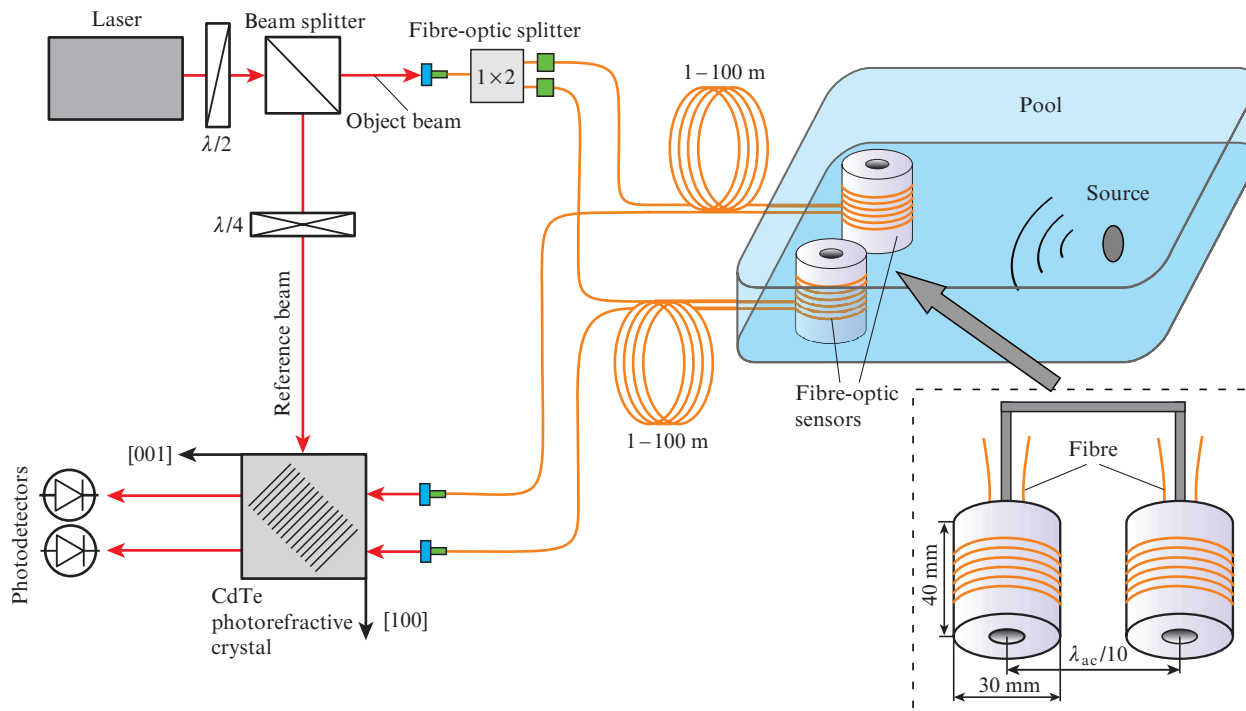 Laser
Beam splitter
Fibre-optic splitter
1×2
λ/2
Object beam
1–100 m
Pool
Source
λ/4
Reference beam
1–100 m
Fibre-optic
sensors
[001]
Photodetectors
CdTe
photorefractive
crystal
[100]
Fibre
40 mm
λac/10
30 mm